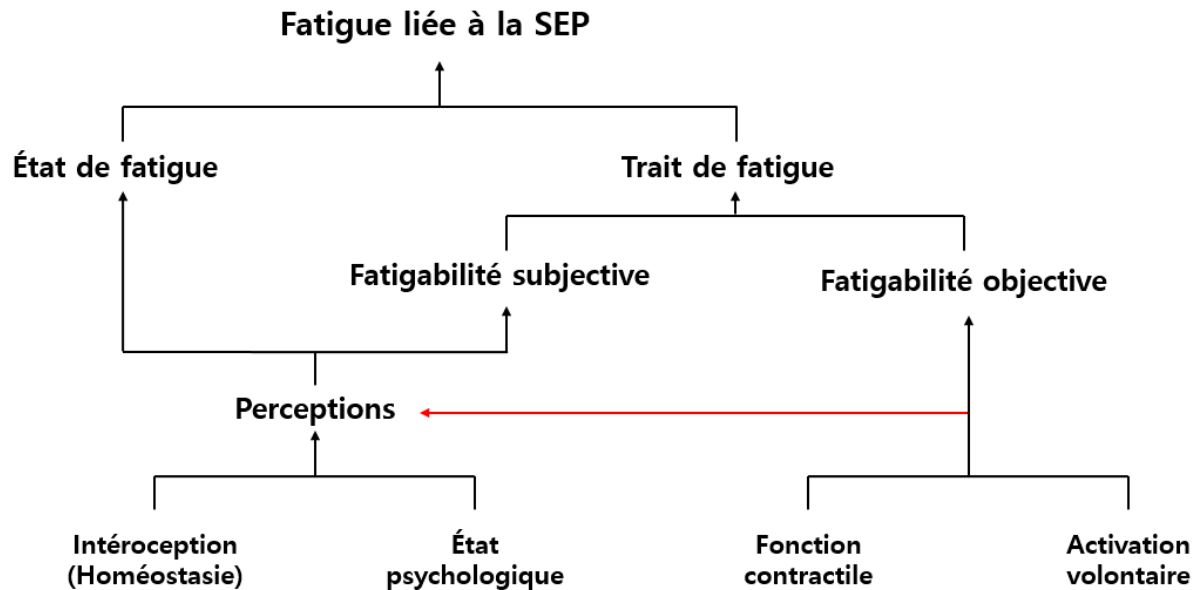 Fatigue liée à la SEP
État de fatigue
Trait de fatigue
Fatigabilité subjective
Fatigabilité objective
Perceptions
Intéroception
(Homéostasie)
État
psychologique
Fonction
contractile
Activation
volontaire